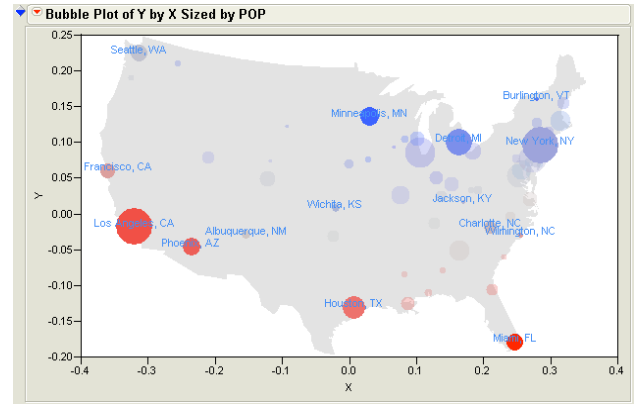 Bubble Plot of Y by X Sized by POP
0.25
Seattle, WA
0.20
0.15
Burlington, VT
Minneapolis, MN
0.10
Detroit, MI
New York, NY
Francisco, CA
0.05
Jackson, KY
Wichita, KS
Y
0.00
Los Angeles, CA
Charlotte, NC
Albuquerque, NM
Wilmington, NC
Phoenix, AZ
-0.05
-0.10
Houston, TX
-0.15
Miami, FL
-0.20
-0.4 -0.3 -0.2 -0.1 0.0 0.1 0.2 0.3 0.4
X